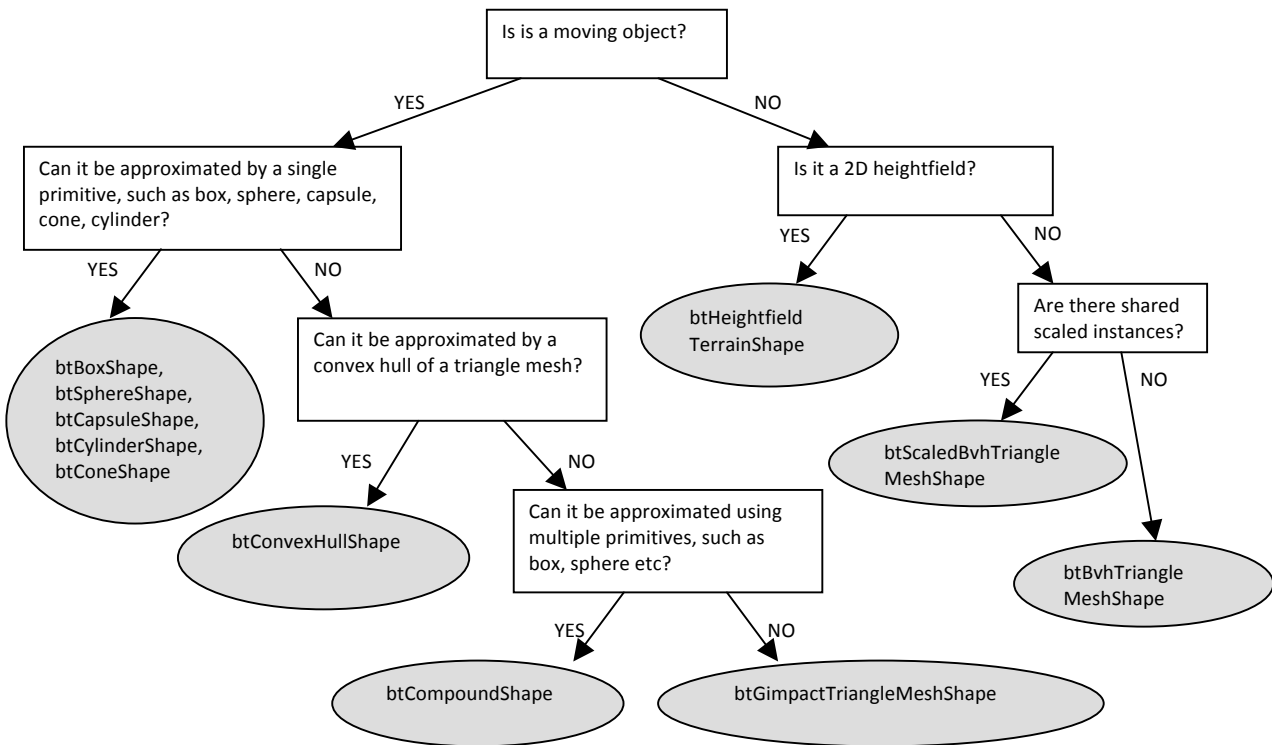 Is is a moving object?
YES
NO
Can it be approximated by a single
primitive, such as box, sphere, capsule,
cone, cylinder?
Is it a 2D heightfield?
YES
NO
YES
NO
btBoxShape,
btSphereShape,
btCapsuleShape,
btCylinderShape,
btConeShape
Can it be approximated by a
convex hull of a triangle mesh?
btHeightfield
TerrainShape
Are there shared
scaled instances?
YES
NO
YES
NO
btConvexHullShape
Can it be approximated using
multiple primitives, such as
box, sphere etc?
btScaledBvhTriangle
MeshShape
btBvhTriangle
MeshShape
YES
NO
btCompoundShape
btGimpactTriangleMeshShape